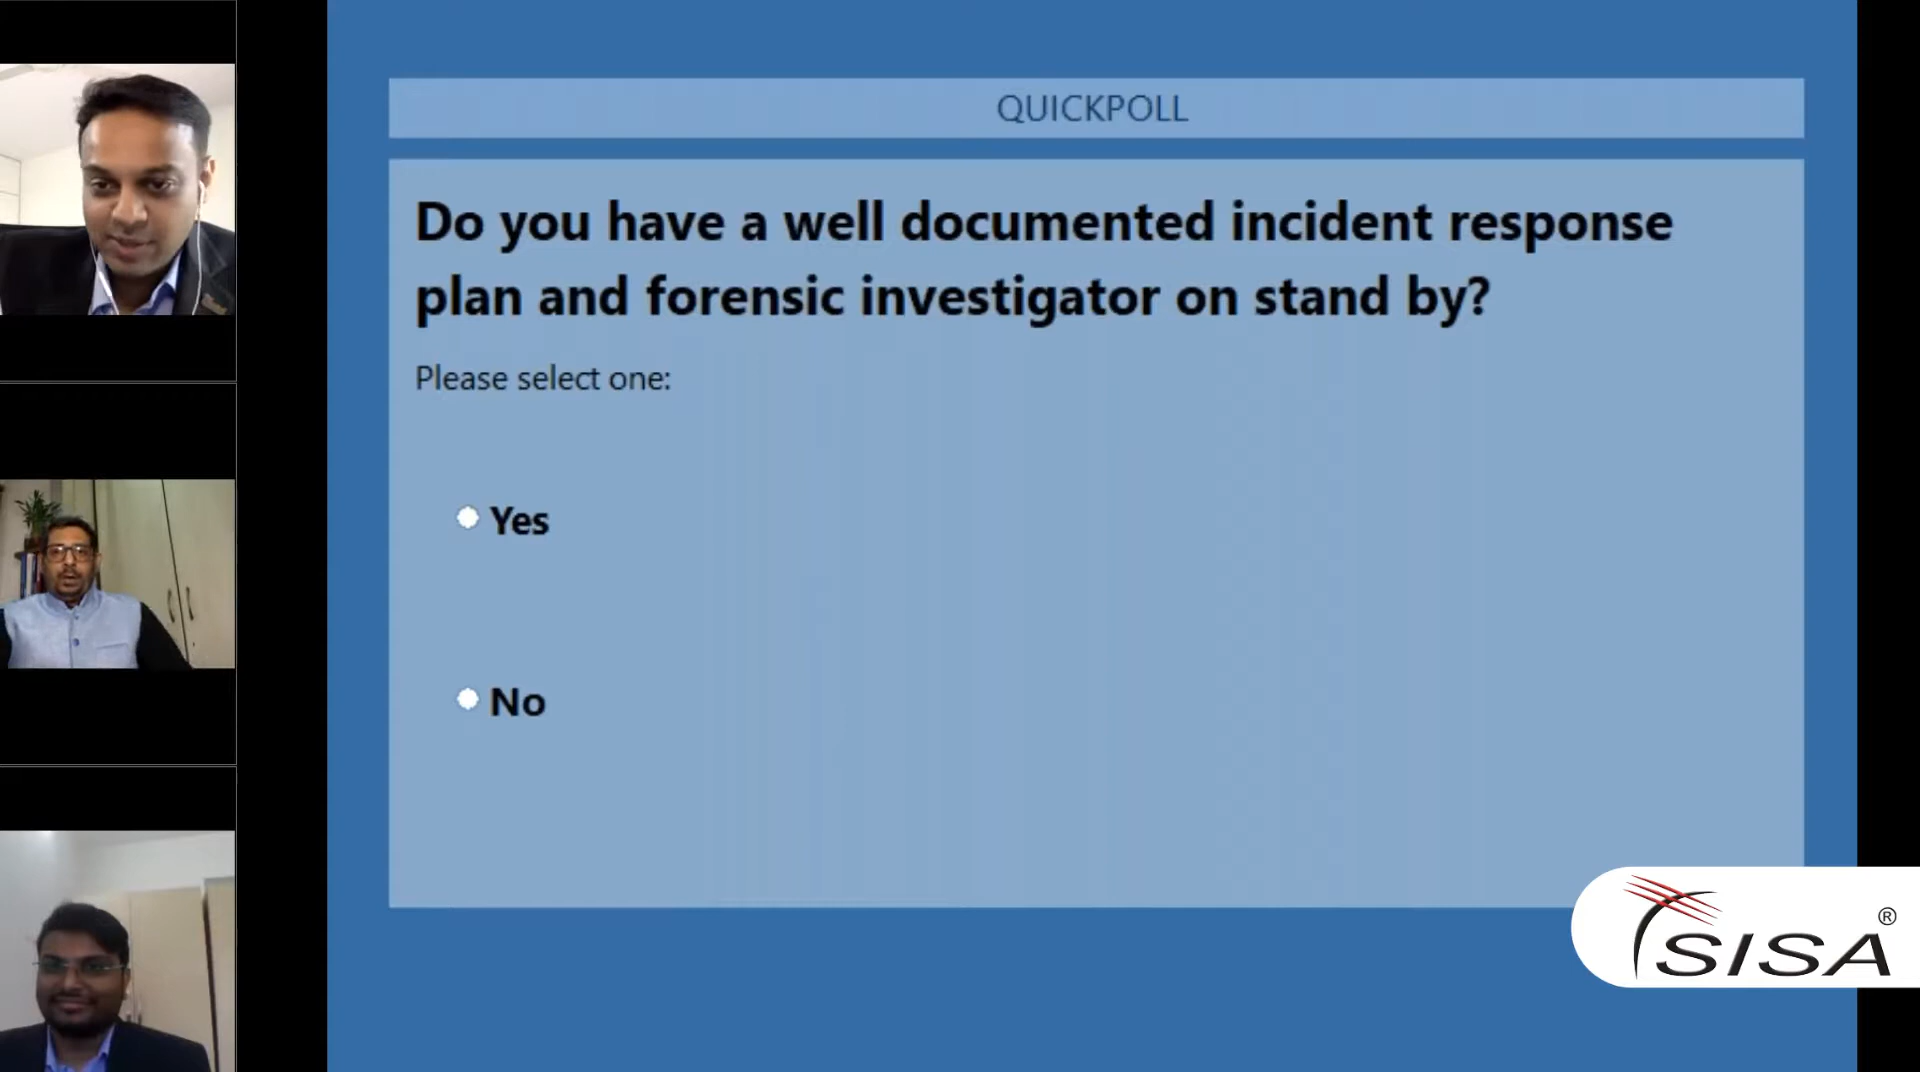 QUICKPOLL
Do you have a well documented incident response
plan and forensic investigator on stand by?
Please select one:
Yes
No
SISA®